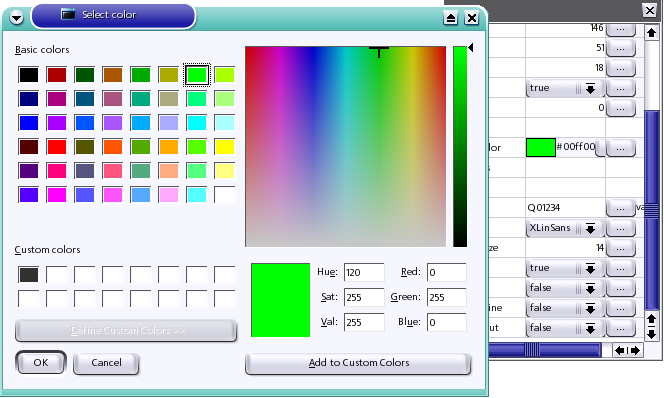 Select color
Basic colors
Custom colors
Define Custom Colors >>
OK
Cancel
Hue: 120
Red: 0
Sat: 255
Green: 255
Val: 255
Blue: 0
Add to Custom Colors
146
...
51
...
18
...
true
...
0
...
olor
#00ff00
...
Q01234
...
va
XLinSans
...
ze
14
...
true
...
false
...
ine
false
...
ut
false
...